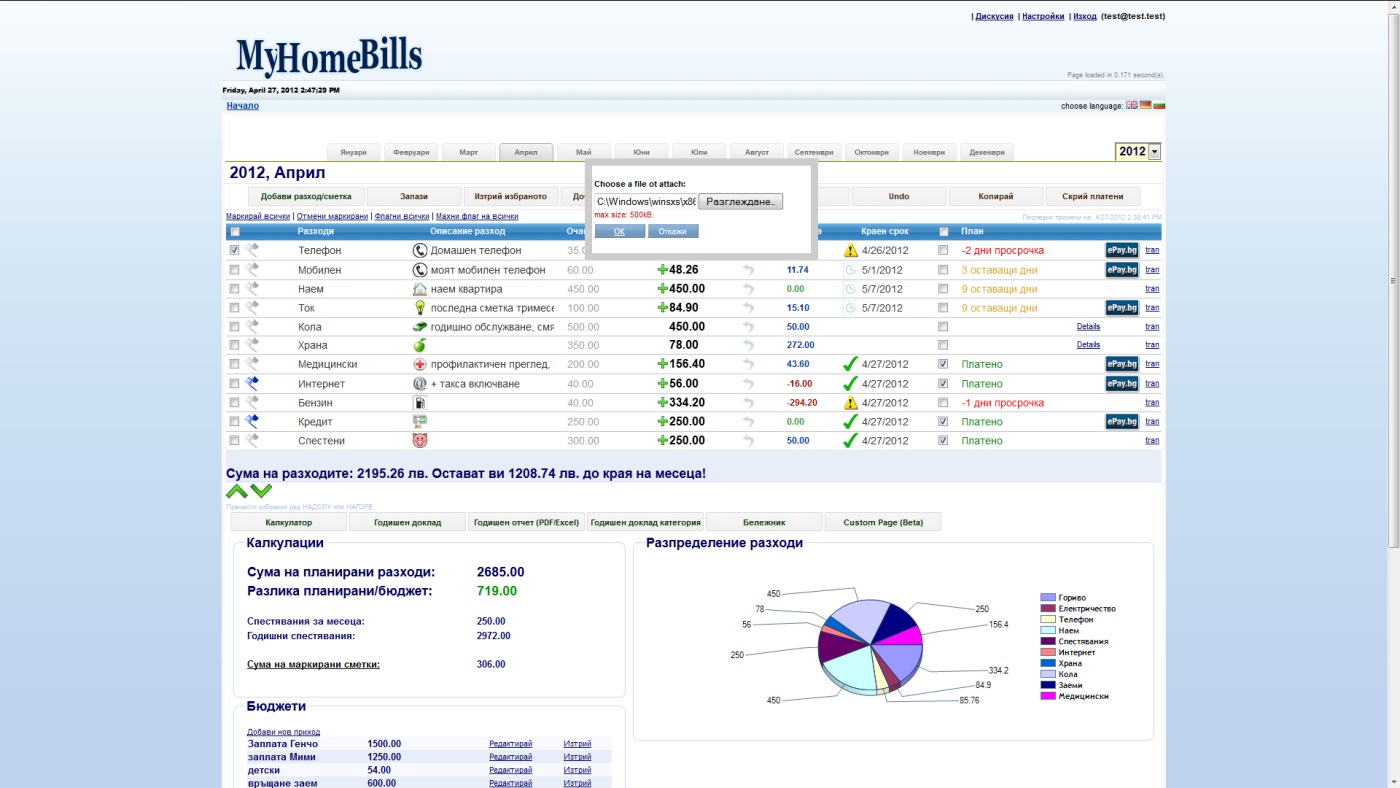 | Дискусия | Настройки | Изход (test@test.test)
MyHomeBills
Page loaded in 0.171 second(s).
Friday, April 27, 2012 2:47:29 PM
Начало choose language:
Януари Февруари Март Април Май Юни Юли Август Септември Октомври Ноември Декември 2012
2012, Април
Choose a file ot attach:
C:\Windows\winsxs\x86 Разглеждане..
max size: 500kB.
OK Откажи
Добави разход/сметка Запази Изтрий избраното Undo Копирай Скрий платени
Маркирай всички | Отмени маркирани | Флагни всички | Махни флаг на всички Последни промени на: 4/27/2012 2:38:41 PM
Разходи Описание разход Краен срок План
Телефон Домашен телефон 4/26/2012 -2 дни просрочка ePay.bg tran
Мобилен моят мобилен телефон 60.00 48.26 11.74 5/1/2012 3 оставащи дни ePay.bg tran
Наем наем квартира 450.00 450.00 0.00 5/7/2012 9 оставащи дни tran
Ток последна сметка тримесе 100.00 84.90 15.10 5/7/2012 9 оставащи дни ePay.bg tran
Кола годишно обслужване, смя 500.00 450.00 50.00 Details tran
Храна 350.00 78.00 272.00 Details tran
Медицински профилактичен преглед, 200.00 156.40 43.60 4/27/2012 Платено ePay.bg tran
Интернет + такса включване 40.00 56.00 -16.00 4/27/2012 Платено ePay.bg tran
Бензин 40.00 334.20 -294.20 4/27/2012 -1 дни просрочка tran
Кредит 250.00 250.00 0.00 4/27/2012 Платено ePay.bg tran
Спестени 300.00 250.00 50.00 4/27/2012 Платено tran
Сума на разходите: 2195.26 лв. Остават ви 1208.74 лв. до края на месеца!
Премести избрания ред НАДОЛУ или НАГОРЕ
Калкулатор Годишен доклад Годишен отчет (PDF/Excel) Годишен доклад категория Бележник Custom Page (Beta)
Калкулации
Сума на планирани разходи: 2685.00
Разлика планирани/бюджет: 719.00
Спестявания за месеца: 250.00
Годишни спестявания: 2972.00
Сума на маркирани сметки: 306.00
Разпределение разходи
450
78
56
250
450
250
156.4
334.2
84.9
85.76
Гориво
Електричество
Телефон
Наем
Спестявания
Интернет
Храна
Кола
Заеми
Медицински
Бюджети
Добави нов приход
Заплата Генчо 1500.00 Редактирай Изтрий
заплата Мими 1250.00 Редактирай Изтрий
детски 54.00 Редактирай Изтрий
връщане заем 600.00 Редактирай Изтрий